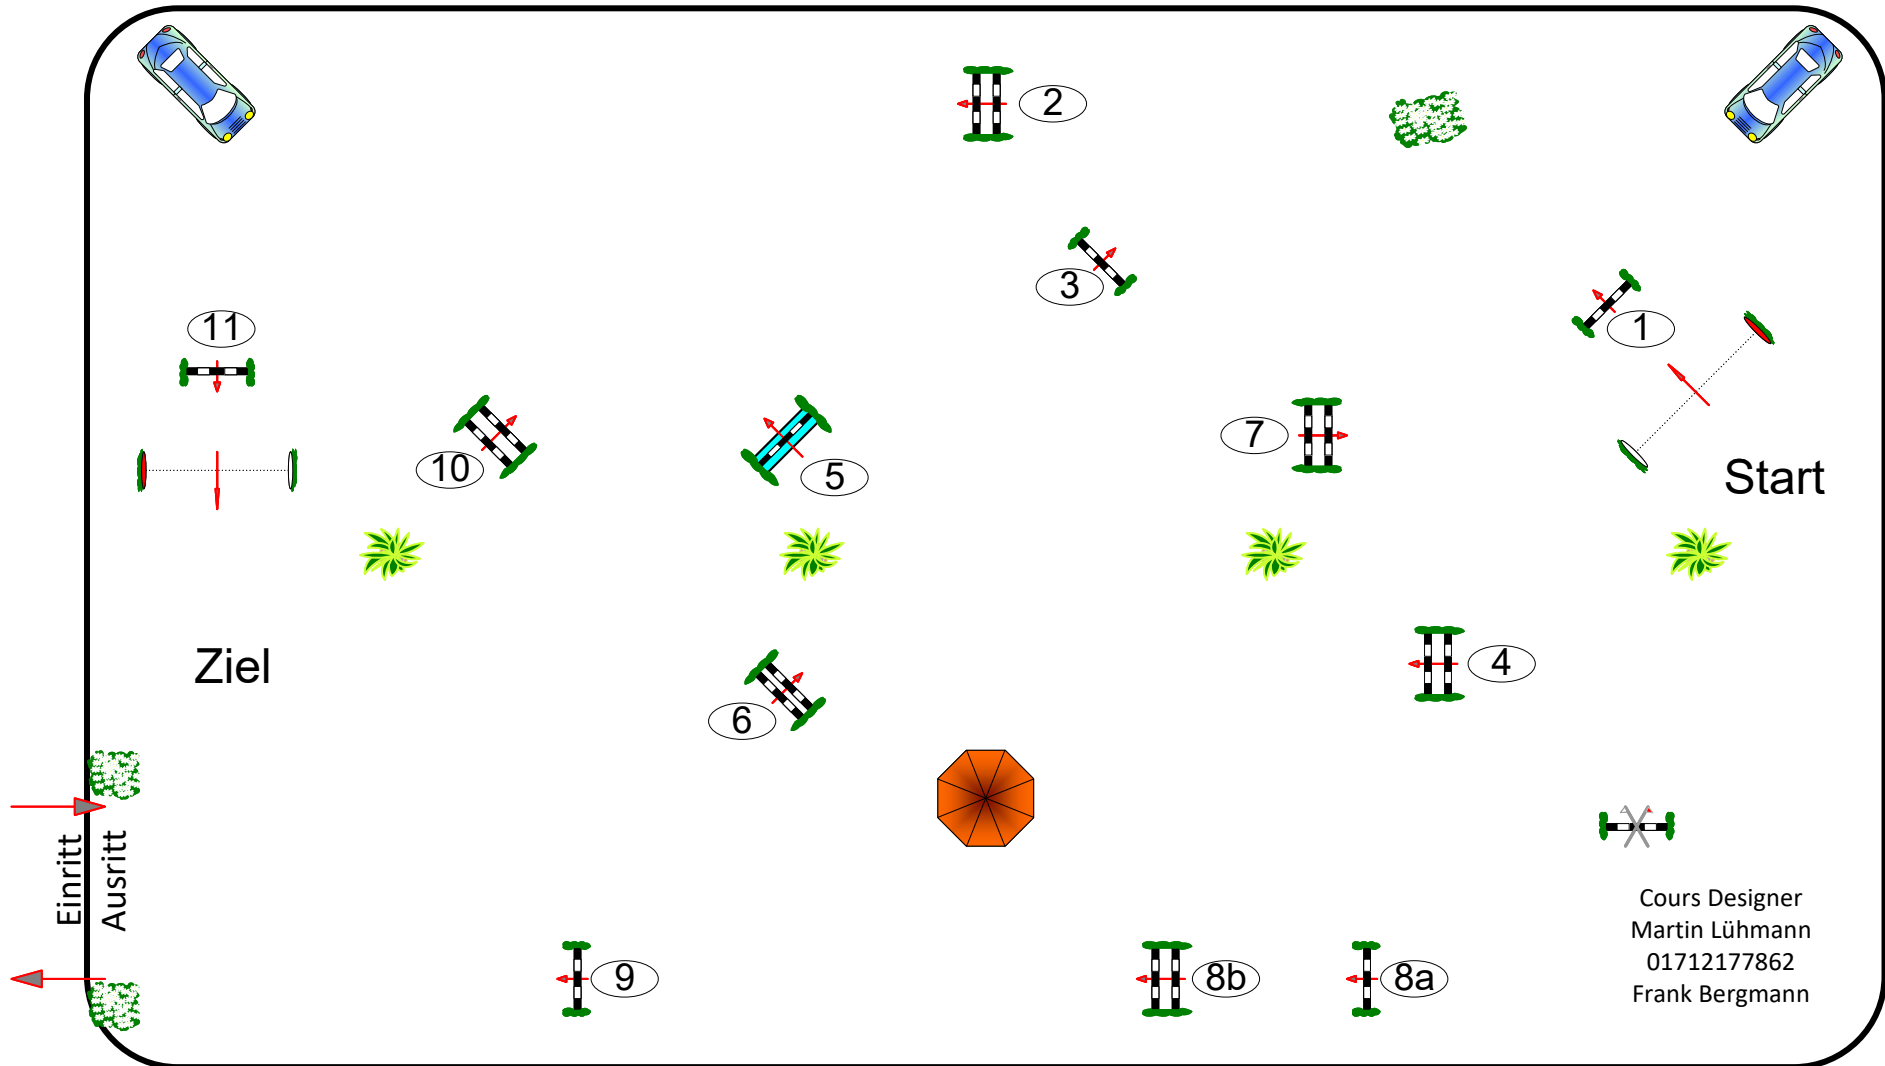 2
3
1
11
7
10
5
Start
4
Ziel
6
Einritt
Ausritt
Cours Designer
Martin Lühmann
01712177862
Frank Bergmann
9
8b
8a